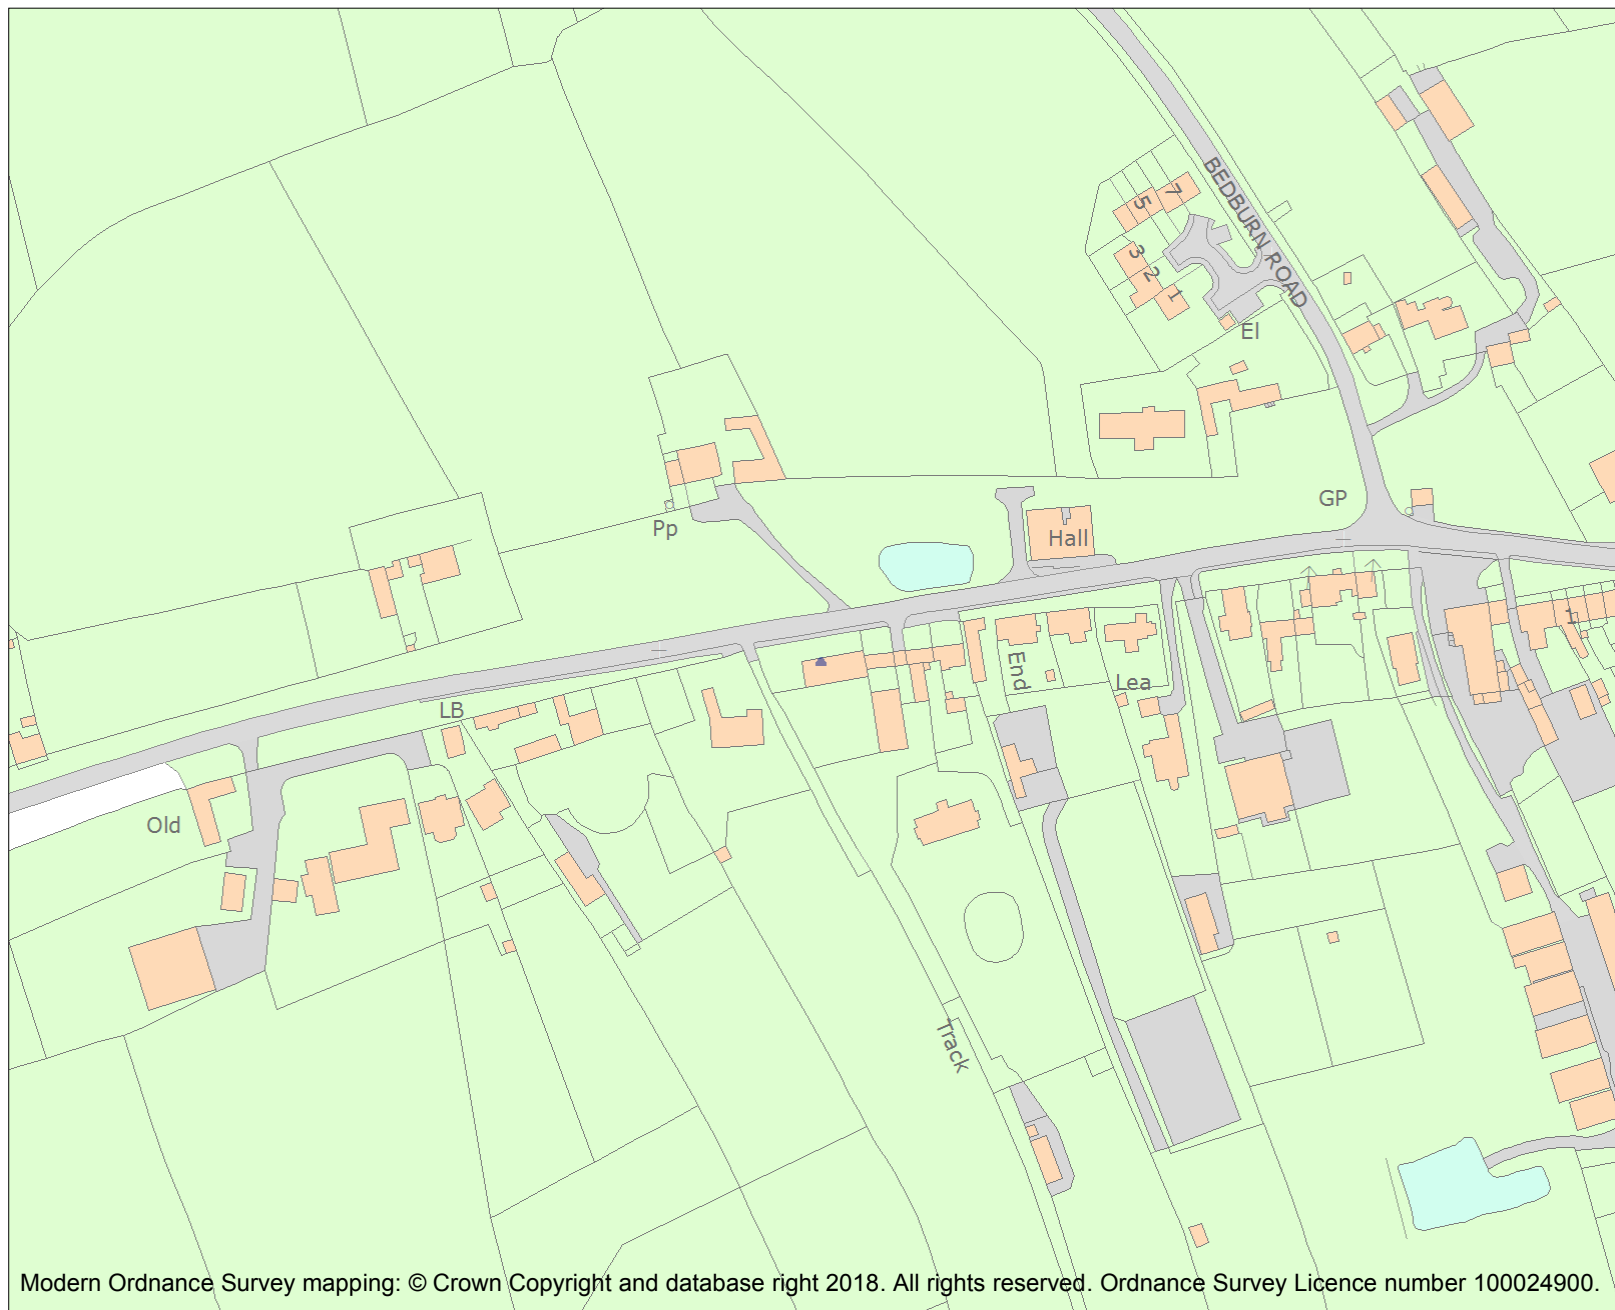 BEDBURN ROAD
7
5
3
2
1
El
GP
Pp
Hall
1
End
Lea
LB
Old
Track
Modern Ordnance Survey mapping: © Crown Copyright and database right 2018. All rights reserved. Ordnance Survey Licence number 100024900.